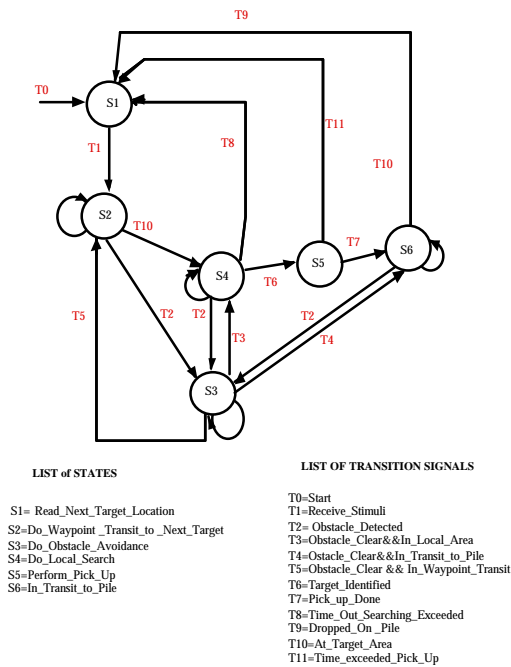 T9
T0
S1
T11
T1
T8
T10
S2
T10
T7
S6
S4
S5
T6
T5
T2
T2
T2
T3
T4
S3
LIST of STATES
S1= Read_Next_Target_Location
S2=Do_Waypoint _Transit_to _Next_Target
S3=Do_Obstacle_Avoidance
S4=Do_Local_Search
S5=Perform_Pick_Up
S6=In_Transit_to_Pile
LIST OF TRANSITION SIGNALS
T0=Start
T1=Receive_Stimuli
T2= Obstacle_Detected
T3=Obstacle_Clear&&In_Local_Area
T4=Ostacle_Clear&&In_Transit_to_Pile
T5=Obstacle_Clear && In_Waypoint_Transit
T6=Target_Identified
T7=Pick_up_Done
T8=Time_Out_Searching_Exceeded
T9=Dropped_On _Pile
T10=At_Target_Area
T11=Time_exceeded_Pick_Up